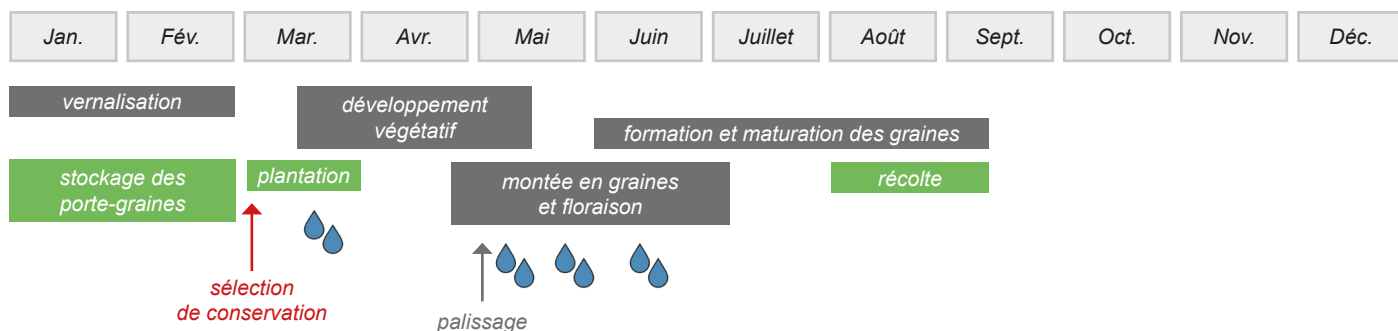 Jan. Fév. Mar. Avr. Mai Juin Juillet Août Sept. Oct. Nov. Déc.
vernalisation
développement
végétatif
formation et maturation des graines
stockage des
porte-graines
plantation
montée en graines
et floraison
récolte
sélection
de conservation
palissage